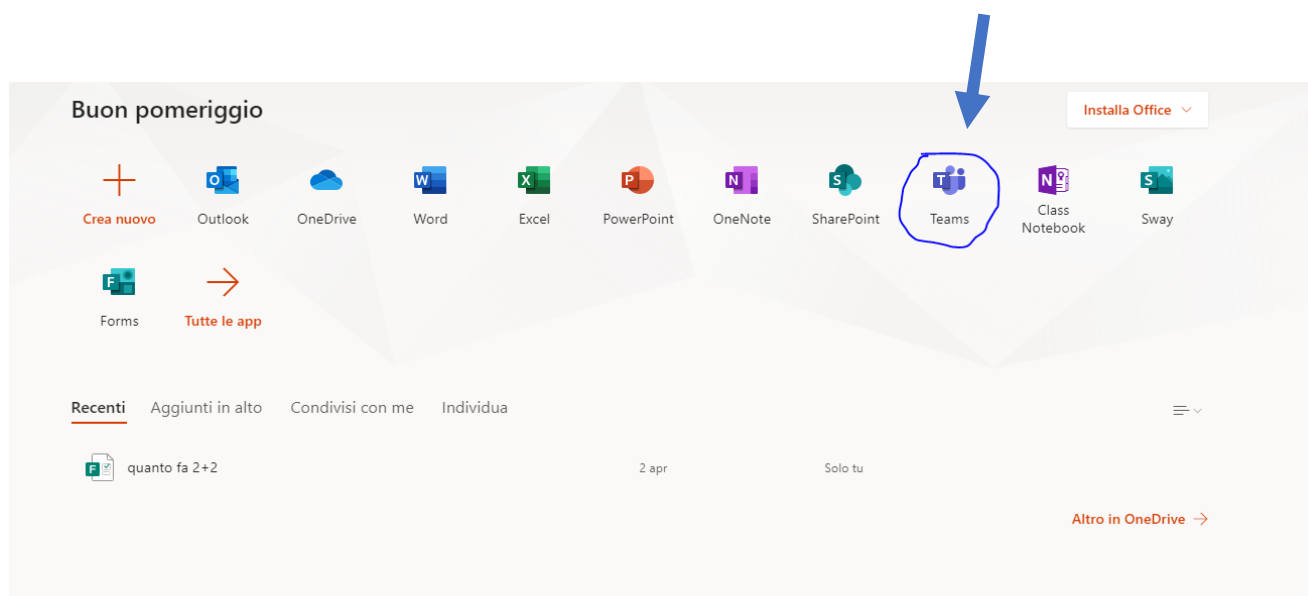 Buon pomeriggio
Installa Office
Crea nuovo
Outlook
OneDrive
Word
Excel
PowerPoint
OneNote
SharePoint
Teams
Class
Notebook
Sway
Forms
Tutte le app
Recenti Aggiunti in alto Condivisi con me Individua
quanto fa 2+2 2 apr Solo tu
Altro in OneDrive